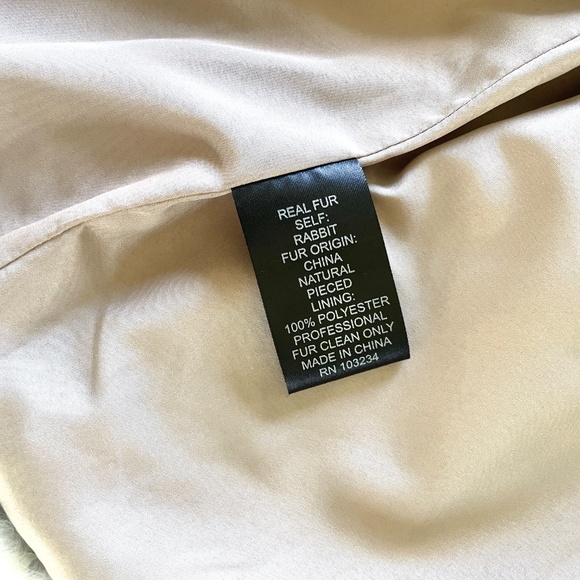 REAL FUR
SELF:
RABBIT
FUR ORIGIN:
CHINA
NATURAL
PIECED
LINING:
100% POLYESTER
PROFESSIONAL
FUR CLEAN ONLY
MADE IN CHINA
RN 103234